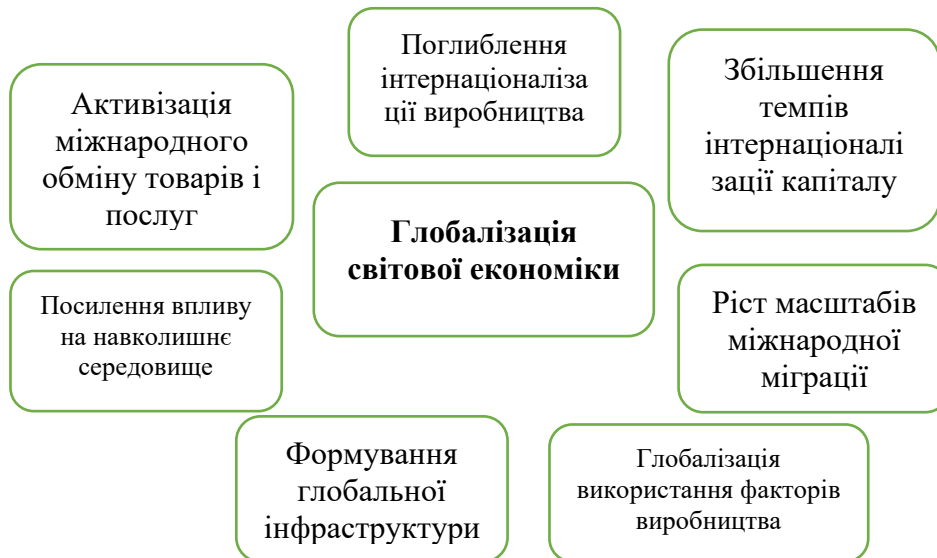 Поглиблення
інтернаціоналіза
ції виробництва
Збільшення
темпів
інтернаціоналі
зації капіталу
Активізація
міжнародного
обміну товарів і
послуг
Глобалізація
світової економіки
Посилення впливу
на навколишнє
середовище
Ріст масштабів
міжнародної
міграції
Формування
глобальної
інфраструктури
Глобалізація
використання факторів
виробництва